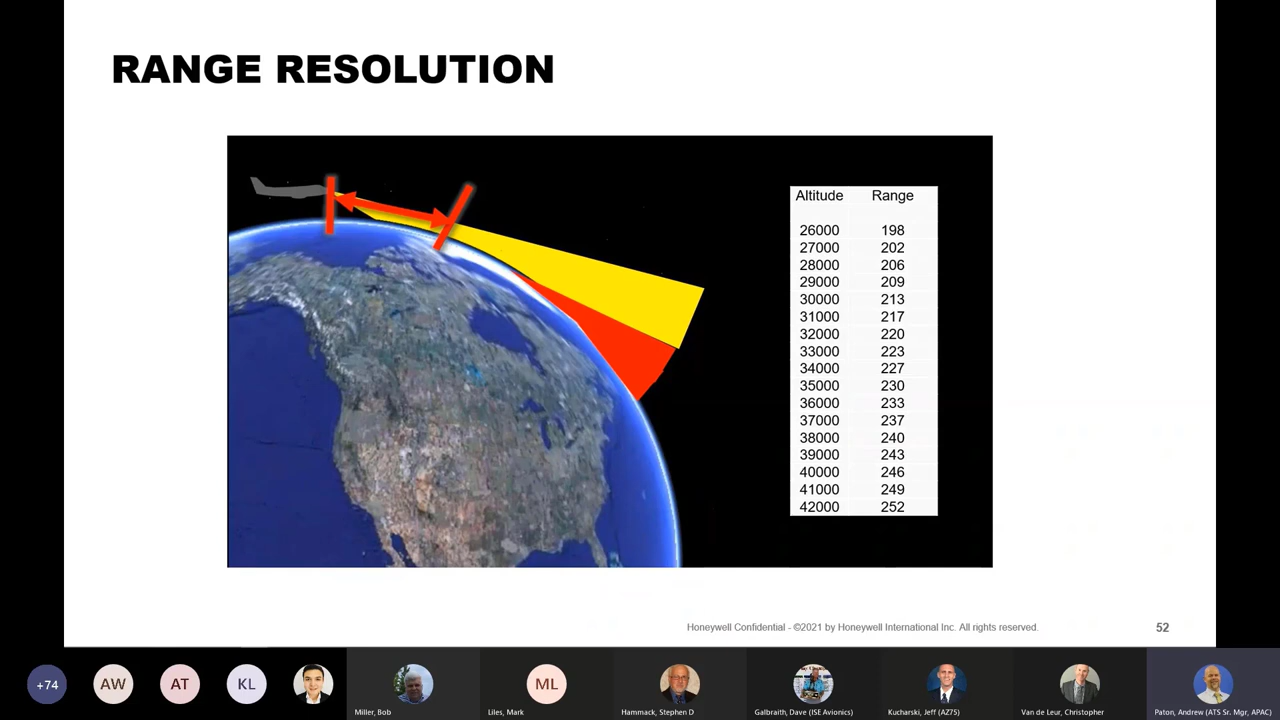 RANGE RESOLUTION
Altitude Range
26000 198
27000 202
28000 206
29000 209
30000 213
31000 217
32000 220
33000 223
34000 227
35000 230
36000 233
37000 237
38000 240
39000 243
40000 246
41000 249
42000 252
Honeywell Confidential - ©2021 by Honeywell International Inc. All rights reserved. 52
+74 AW AT KL ML
Miller, Bob
Liles, Mark
Hammack, Stephen D
Galbraith, Dave (ISE Avionics)
Kucharski, Jeff (AZ75)
Van de Leur, Christopher
Paton, Andrew (ATS Sr. Mgr, APAC)